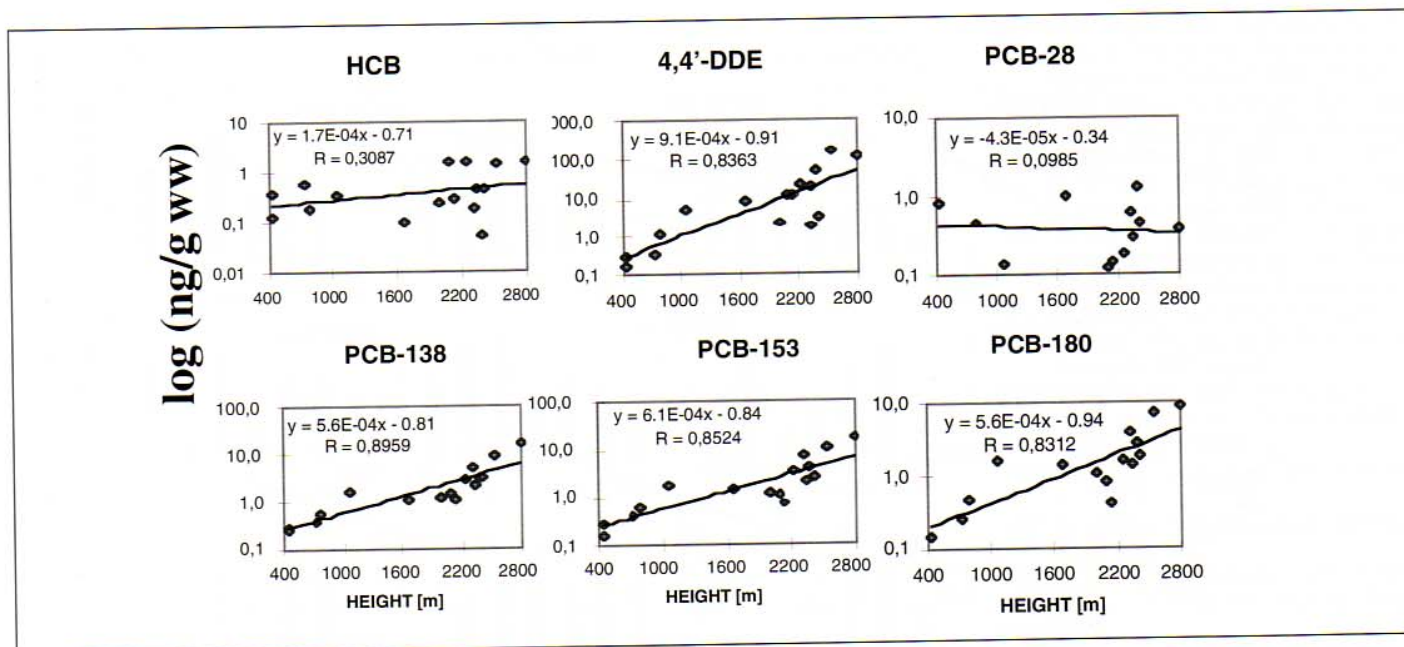 log (ng/g ww)
HCB
y = 1.7E-04x - 0.71
R = 0,3087
10
1
0,1
0,01
400 1000 1600 2200 2800
4,4'-DDE
y = 9.1E-04x - 0.91
R = 0,8363
000,0
100,0
10,0
1,0
0,1
400 1000 1600 2200 2800
PCB-28
y = -4.3E-05x - 0.34
R = 0,0985
10,0
1,0
0,1
400 1000 1600 2200 2800
PCB-138
y = 5.6E-04x - 0.81
R = 0,8959
100,0
10,0
1,0
0,1
400 1000 1600 2200 2800
HEIGHT [m]
PCB-153
y = 6.1E-04x - 0.84
R = 0,8524
100,0
10,0
1,0
0,1
400 1000 1600 2200 2800
HEIGHT [m]
PCB-180
y = 5.6E-04x - 0.94
R = 0,8312
10,0
1,0
0,1
400 1000 1600 2200 2800
HEIGHT [m]